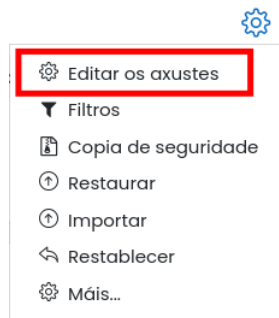 Editar os axustes
Filtros
Copia de seguridade
Restaurar
Importar
Restablecer
Máis...